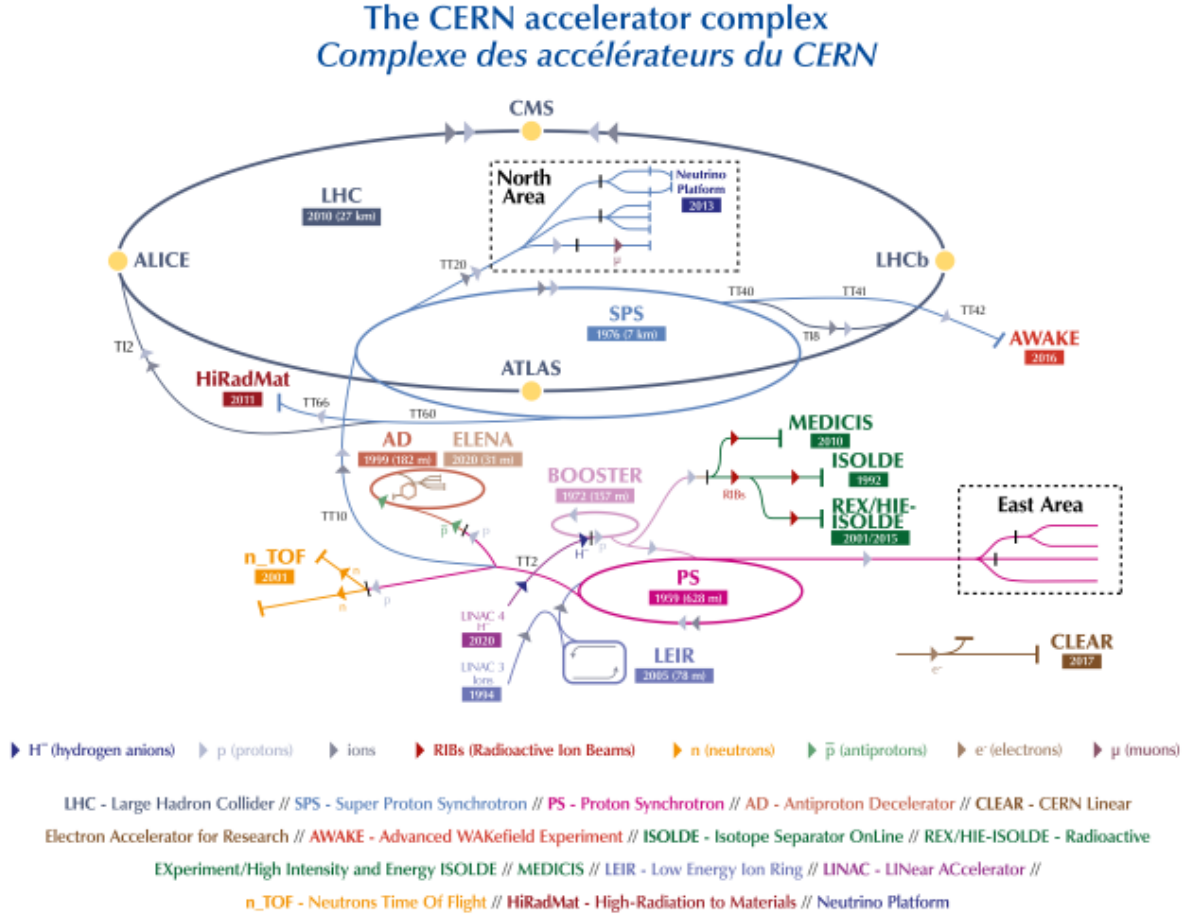 The CERN accelerator complex
Complexe des accélérateurs du CERN
CMS
North
Area
Neutrino
Platform
2013
LHC
2010 (27 km)
μ
ALICE
LHCb
TT20
TT40
TT41
TT42
SPS
1976 (7 km)
TI8
AWAKE
2016
TI2
ATLAS
HiRadMat
2011
TT66
TT60
MEDICIS
2010
AD
1999 (182 m)
ELENA
2020 (31 m)
BOOSTER
1972 (157 m)
ISOLDE
1992
RIBs
REX/HIE-
ISOLDE
2001/2015
East Area
TT10
p̅
p
H⁻
p
TT2
n_TOF
2001
n
n
p
PS
1959 (628 m)
LINAC 4
H⁻
2020
LINAC 3
Ions
1994
LEIR
2005 (78 m)
CLEAR
2017
e⁻
H⁻ (hydrogen anions)
p (protons)
ions
RIBs (Radioactive Ion Beams)
n (neutrons)
p̅ (antiprotons)
e⁻ (electrons)
μ (muons)
LHC - Large Hadron Collider // SPS - Super Proton Synchrotron // PS - Proton Synchrotron // AD - Antiproton Decelerator // CLEAR - CERN Linear
Electron Accelerator for Research // AWAKE - Advanced WAKefield Experiment // ISOLDE - Isotope Separator OnLine // REX/HIE-ISOLDE - Radioactive
EXperiment/High Intensity and Energy ISOLDE // MEDICIS // LEIR - Low Energy Ion Ring // LINAC - LINear ACcelerator //
n_TOF - Neutrons Time Of Flight // HiRadMat - High-Radiation to Materials // Neutrino Platform